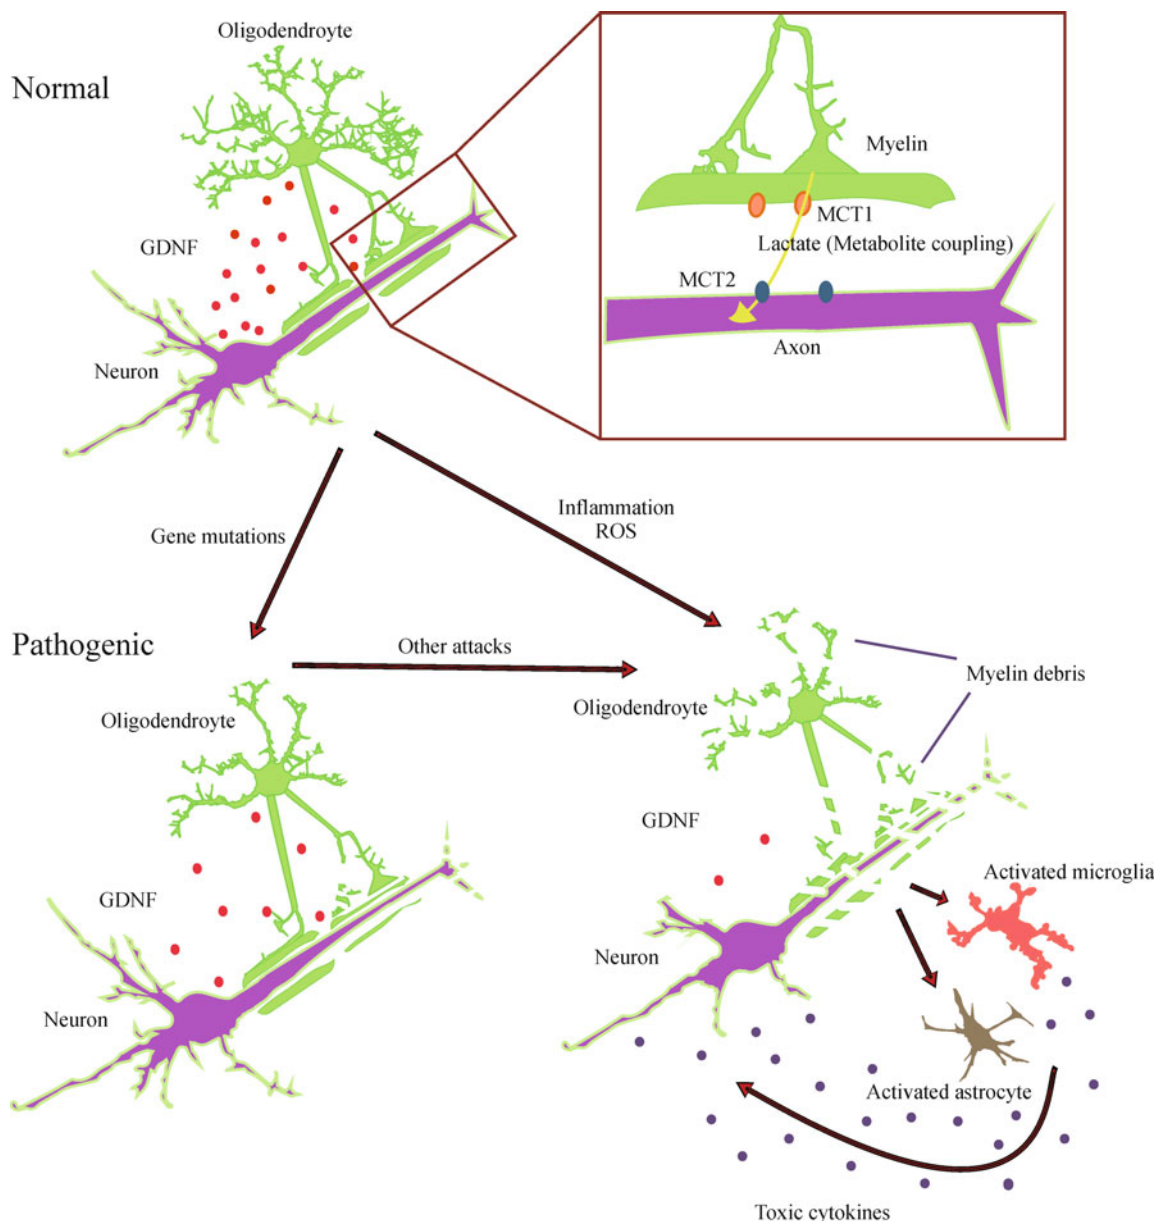 Oligodendroyte
Normal
GDNF
Neuron
Myelin
MCT1
Lactate (Metabolite coupling)
MCT2
Axon
Gene mutations
Inflammation
ROS
Pathogenic
Other attacks
Oligodendroyte
GDNF
Neuron
Oligodendroyte
Myelin debris
GDNF
Activated microglia
Neuron
Activated astrocyte
Toxic cytokines